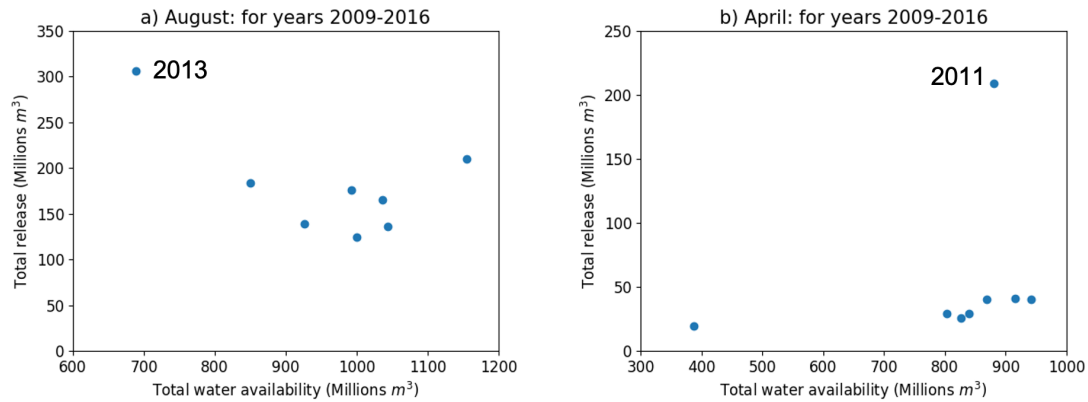 a) August: for years 2009-2016
350
300
250
200
150
100
50
0
Total release (Millions m³)
2013
600 700 800 900 1000 1100 1200
Total water availability (Millions m³)
b) April: for years 2009-2016
250
200
150
100
50
0
Total release (Millions m³)
2011
300 400 500 600 700 800 900 1000
Total water availability (Millions m³)